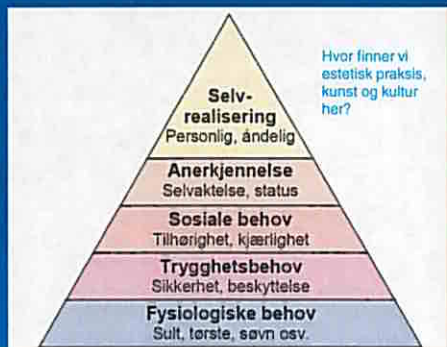 Hvor finner vi
estetisk praksis,
kunst og kultur
her?
Selv-
realisering
Personlig, åndelig
Anerkjennelse
Selvaktelse, status
Sosiale behov
Tilhørighet, kjærlighet
Trygghetsbehov
Sikkerhet, beskyttelse
Fysiologiske behov
Sult, tørste, søvn osv.